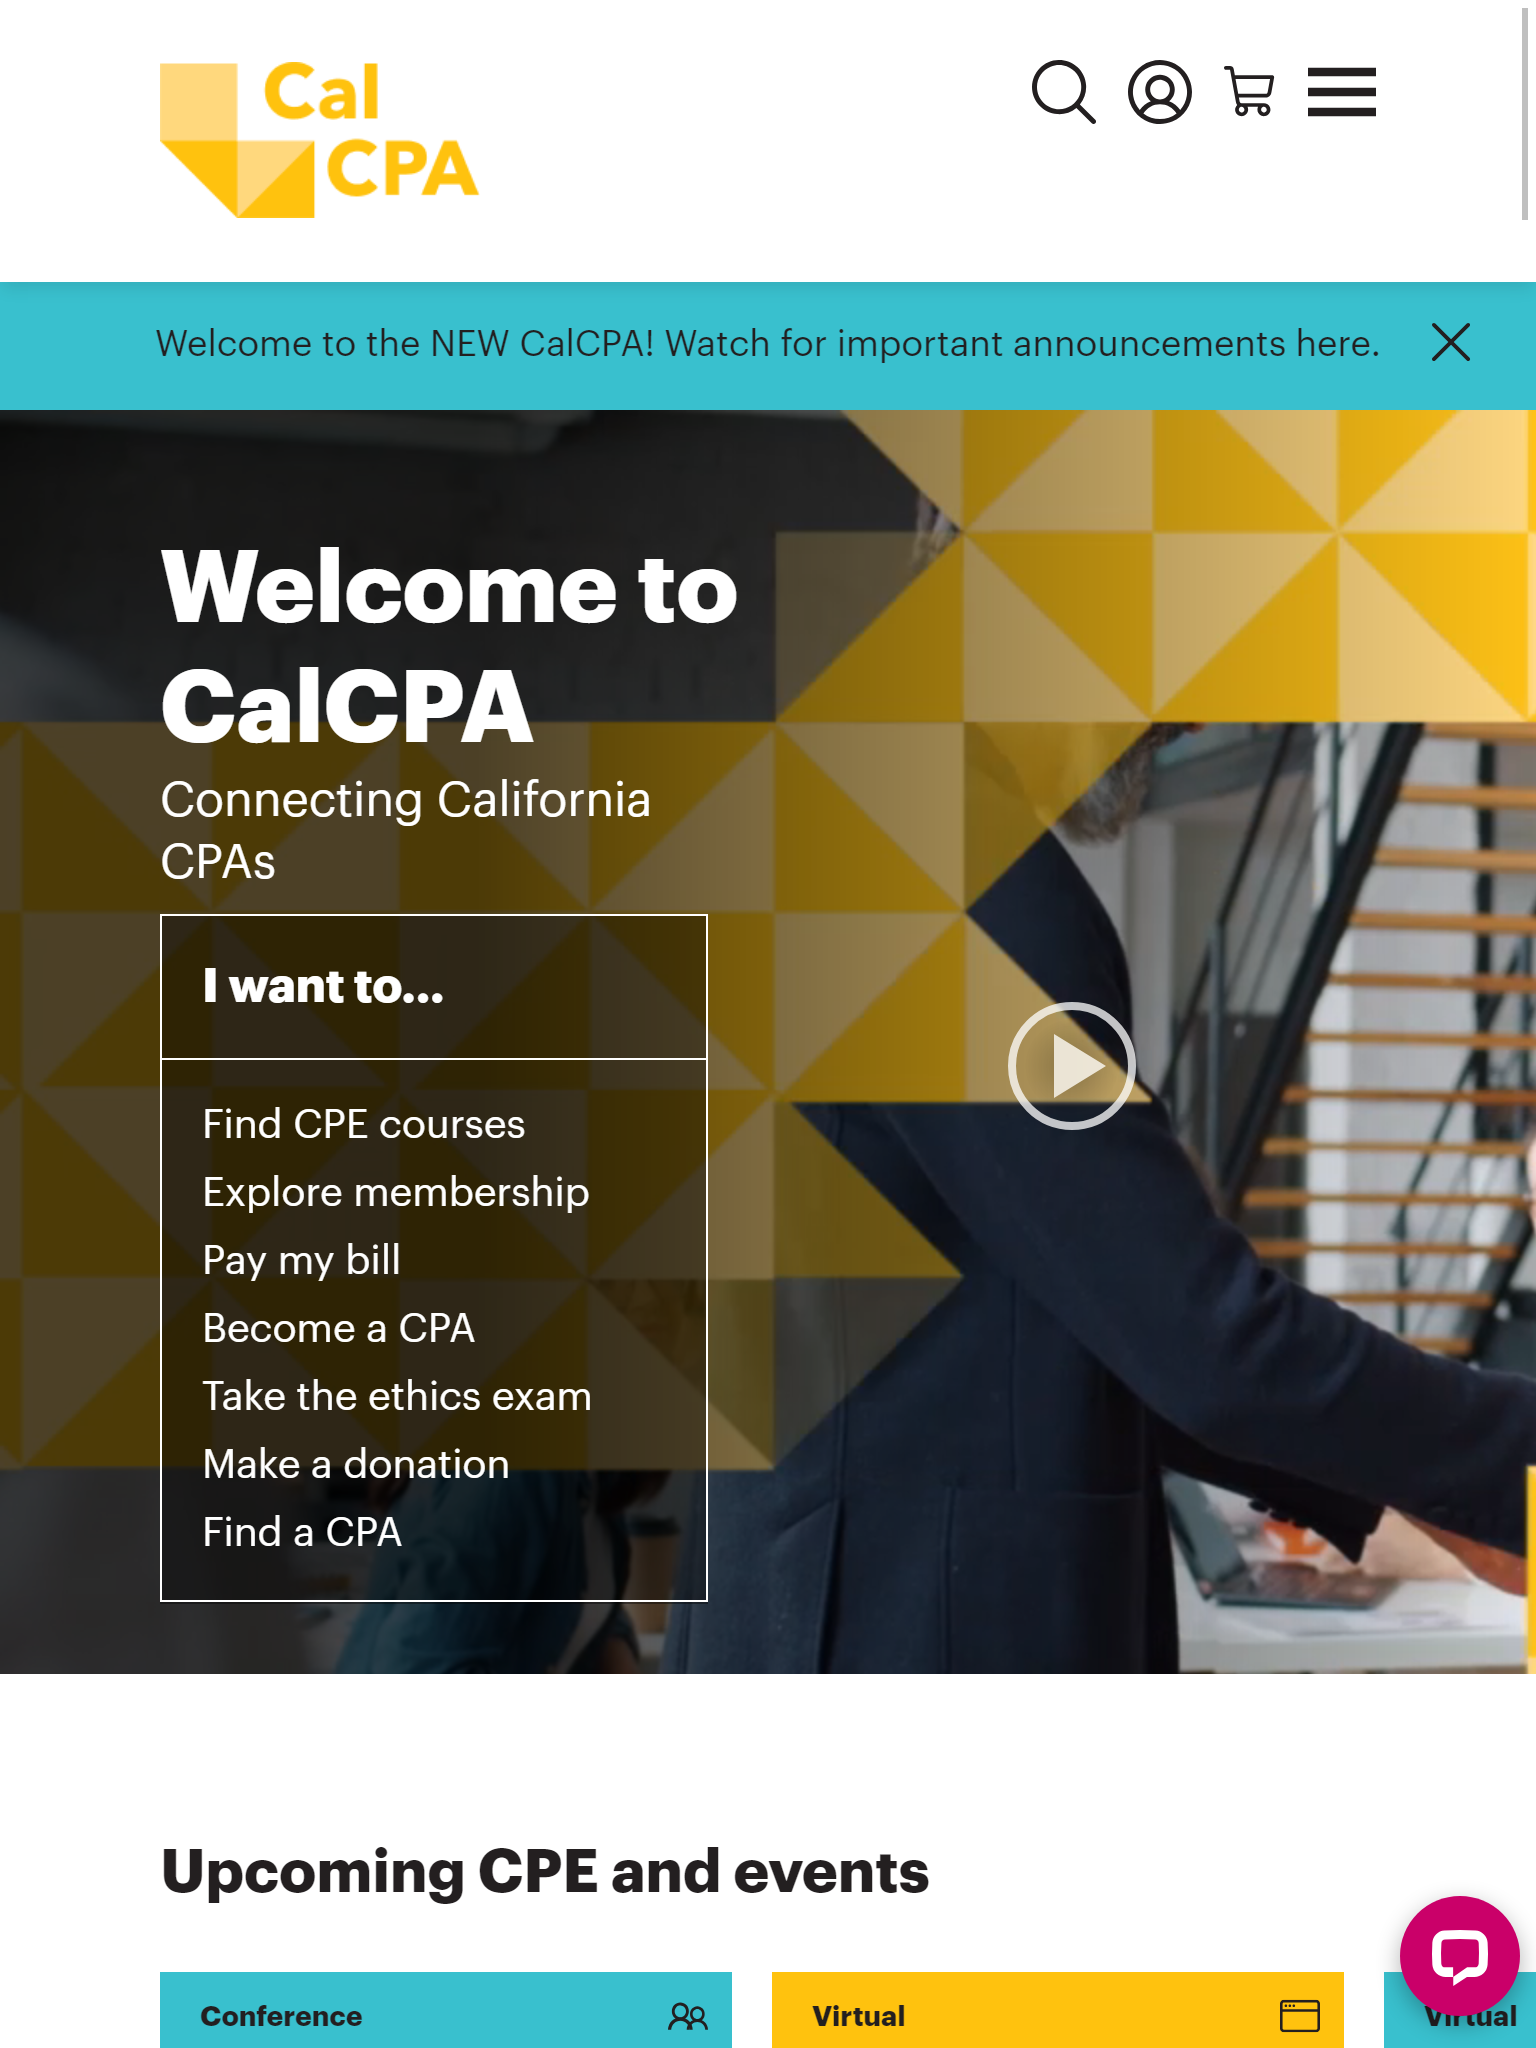 Cal
CPA
Welcome to the NEW CalCPA! Watch for important announcements here.
Welcome to
CalCPA
Connecting California
CPAs
I want to...
Find CPE courses
Explore membership
Pay my bill
Become a CPA
Take the ethics exam
Make a donation
Find a CPA
Upcoming CPE and events
Conference
Virtual
Virtual